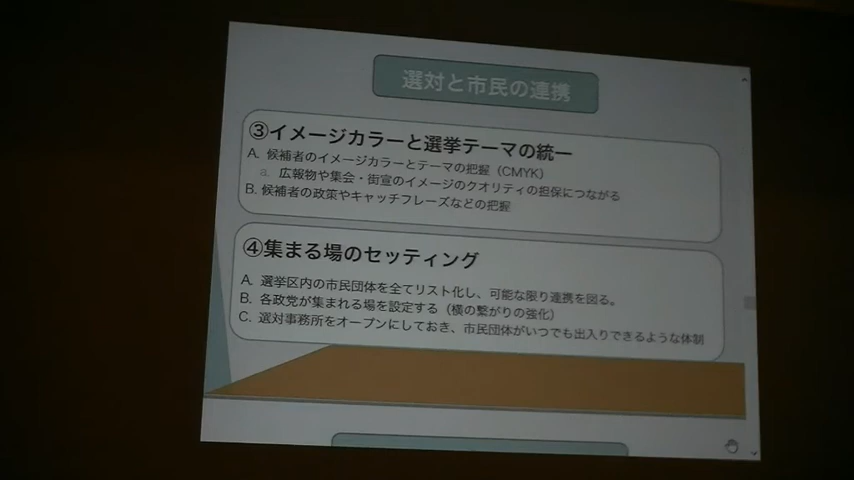 選対と市民の連携
③イメージカラーと選挙テーマの統一
A. 候補者のイメージカラーとテーマの把握（CMYK）
a. 広報物や集会・街宣のイメージのクオリティの担保につながる
B. 候補者の政策やキャッチフレーズなどの把握
④集まる場のセッティング
A. 選挙区内の市民団体を全てリスト化し、可能な限り連携を図る。
B. 各政党が集まれる場を設定する（横の繋がりの強化）
C. 選対事務所をオープンにしておき、市民団体がいつでも出入りできるような体制